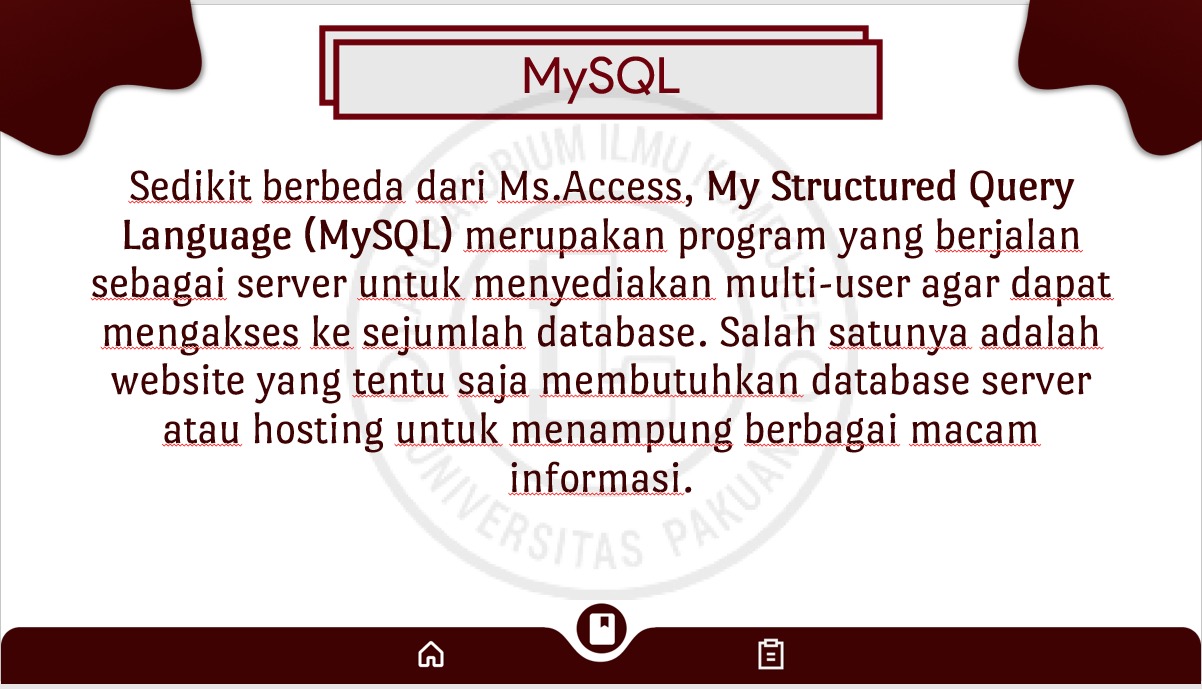 MySQL
Sedikit berbeda dari Ms.Access, My Structured Query
Language (MySQL) merupakan program yang berjalan
sebagai server untuk menyediakan multi-user agar dapat
mengakses ke sejumlah database. Salah satunya adalah
website yang tentu saja membutuhkan database server
atau hosting untuk menampung berbagai macam
informasi.
UNIVERSITAS PAKUAN